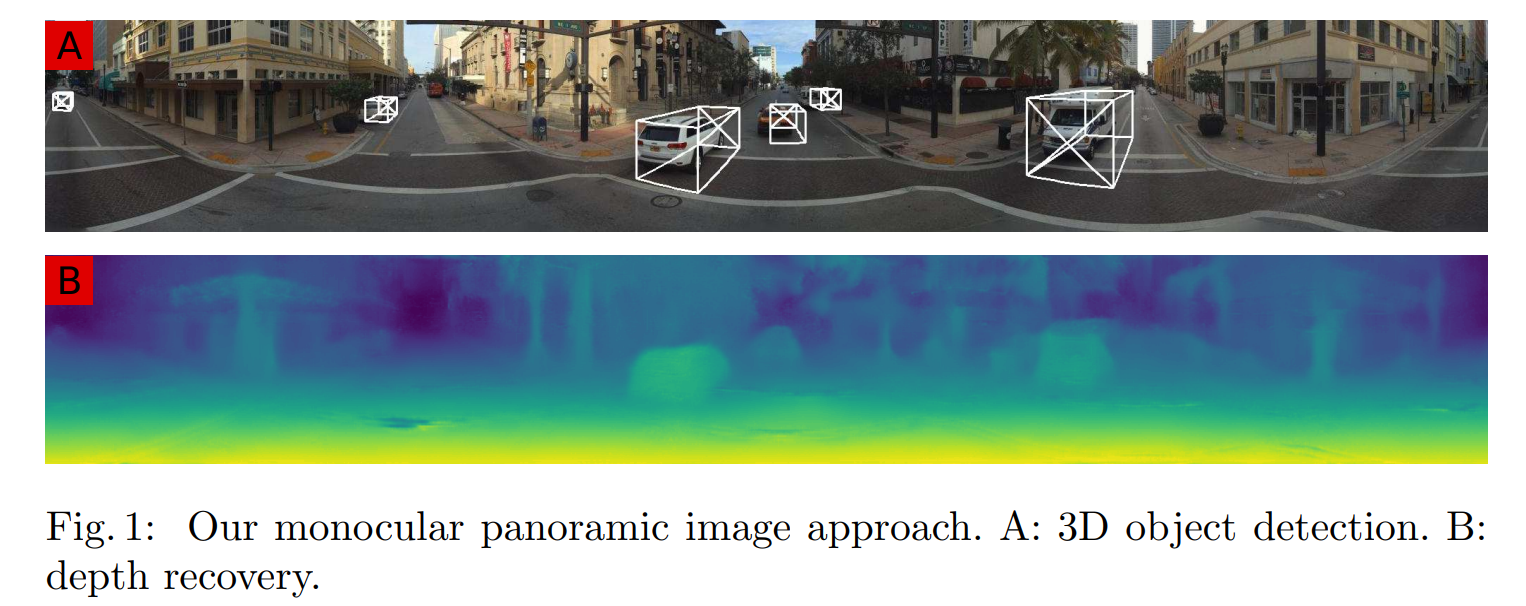 A
B
Fig. 1: Our monocular panoramic image approach. A: 3D object detection. B:
depth recovery.